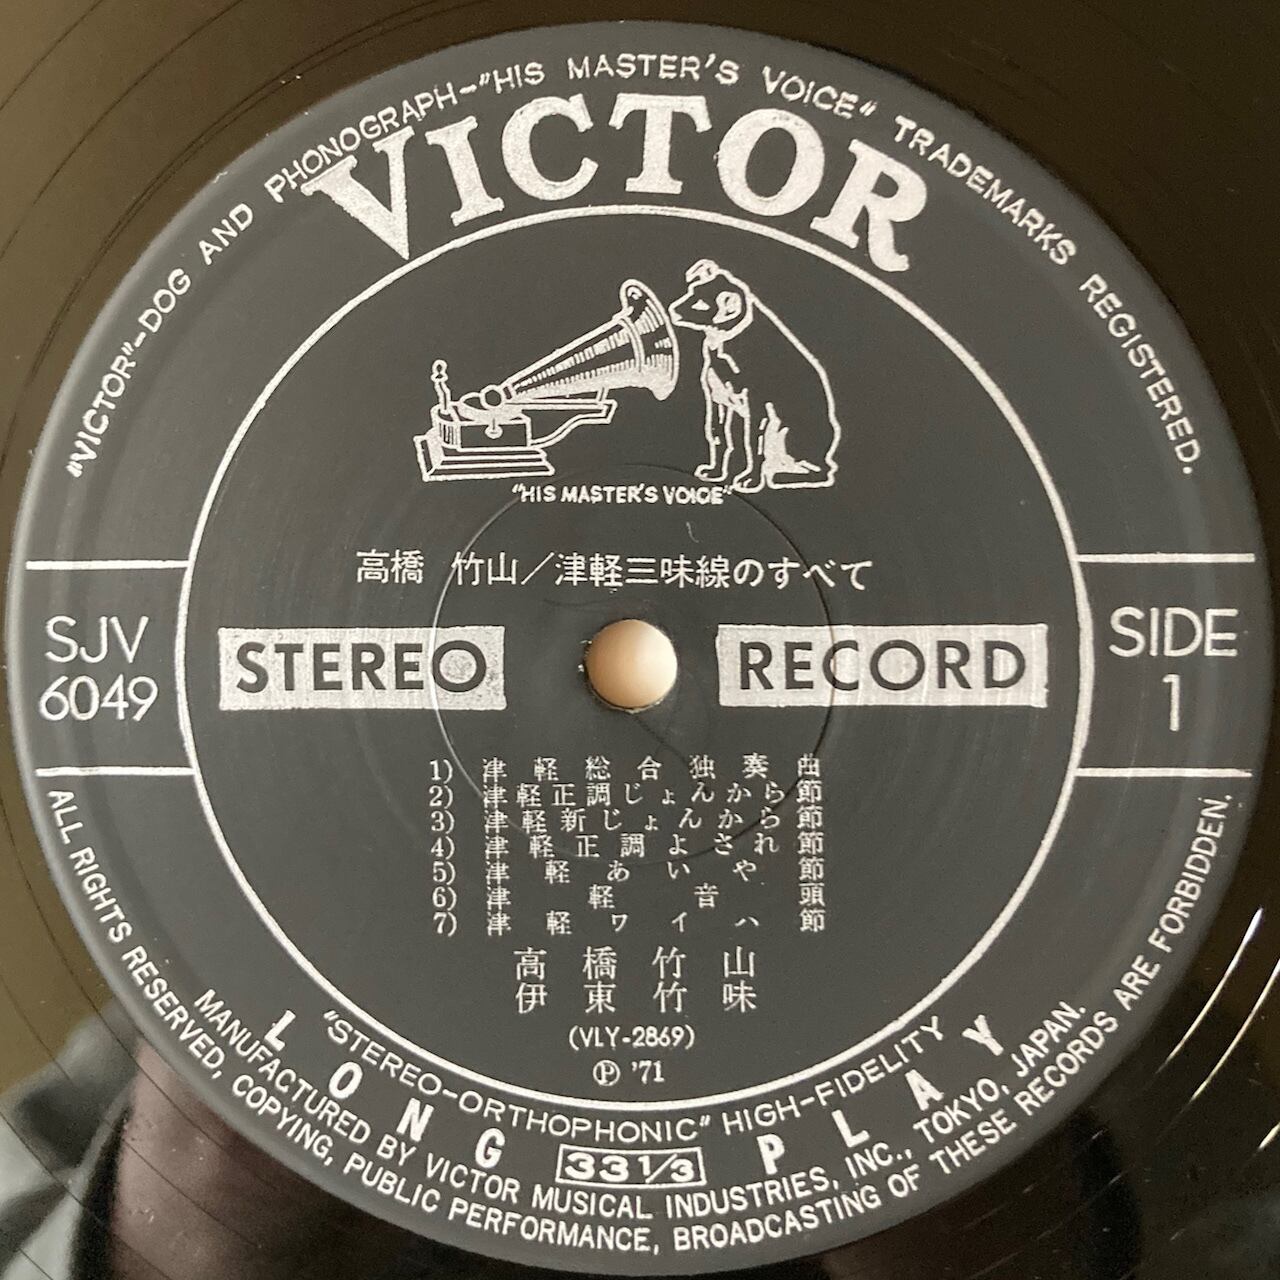 "VICTOR"–DOG AND PHONOGRAPH–"HIS MASTER'S VOICE" TRADEMARKS REGISTERED.
VICTOR
"HIS MASTER'S VOICE"
高橋 竹山/津軽三味線のすべて
SJV
6049
STEREO RECORD
SIDE
1
1) 津軽総合独奏曲
2) 津軽正調じょんから節
3) 津軽新じょんから節
4) 津軽正調よされ節
5) 津軽あいや節
6) 津軽音頭
7) 津軽ワイハ節
高橋竹山
伊東竹味
(VLY-2869)
Ⓟ '71
"STEREO-ORTHOPHONIC" HIGH-FIDELITY
LONG 33 1/3 PLAY
MANUFACTURED BY VICTOR MUSICAL INDUSTRIES, INC., TOKYO, JAPAN.
ALL RIGHTS RESERVED, COPYING, PUBLIC PERFORMANCE, BROADCASTING OF THESE RECORDS ARE FORBIDDEN.